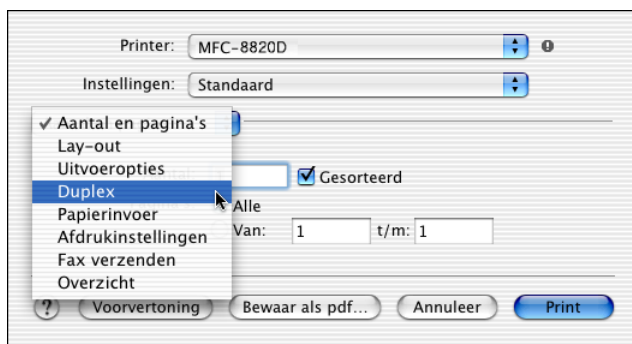 Printer: MFC-8820D
Instellingen: Standaard
✓ Aantal en pagina's
Lay-out
Uitvoeropties
Gesorteerd
Duplex
Alle
Papierinvoer
Van: 1 t/m: 1
Afdrukinstellingen
Fax verzenden
Overzicht
? Voorvertoning Bewaar als pdf... Annuleer Print